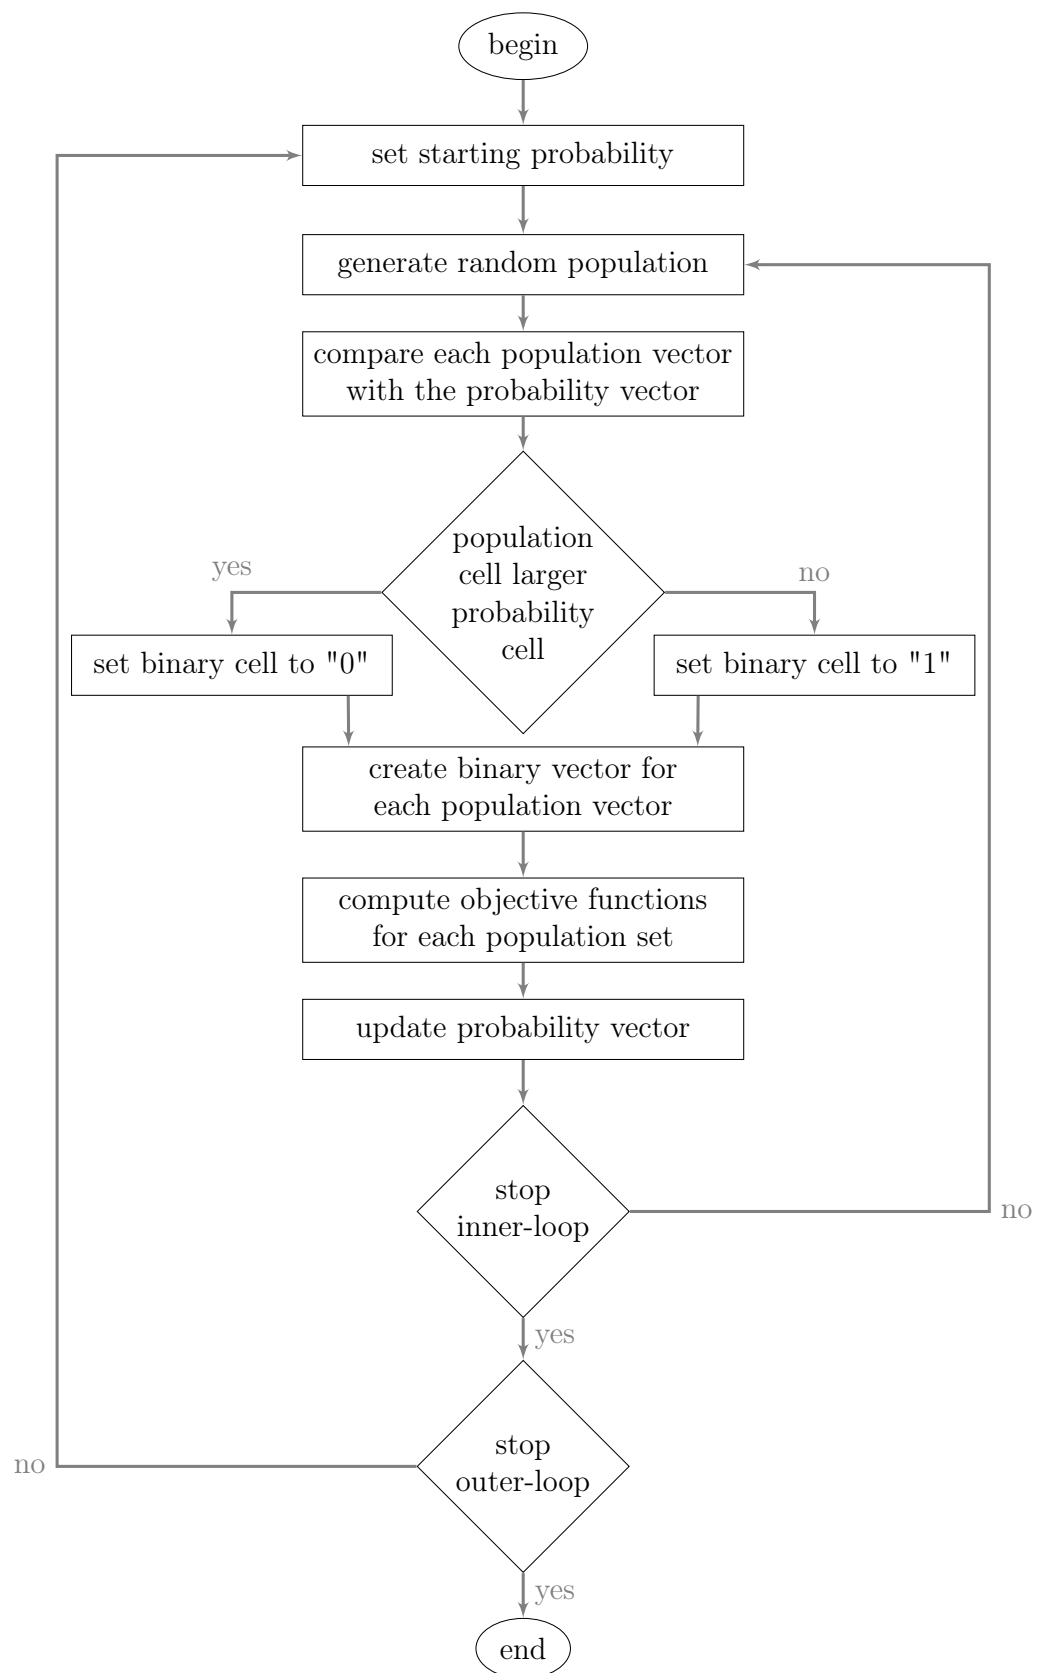 begin
set starting probability
generate random population
compare each population vector
with the probability vector
population
cell larger
probability
cell
yes
no
set binary cell to "0"
set binary cell to "1"
create binary vector for
each population vector
compute objective functions
for each population set
update probability vector
stop
inner-loop
no
yes
stop
outer-loop
no
yes
end